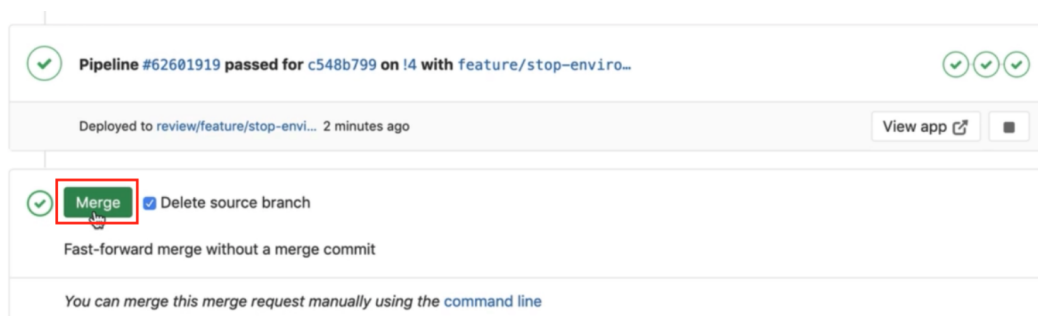 Pipeline #62601919 passed for c548b799 on !4 with feature/stop-enviro…
Deployed to review/feature/stop-envi… 2 minutes ago
View app
Merge
Delete source branch
Fast-forward merge without a merge commit
You can merge this merge request manually using the command line